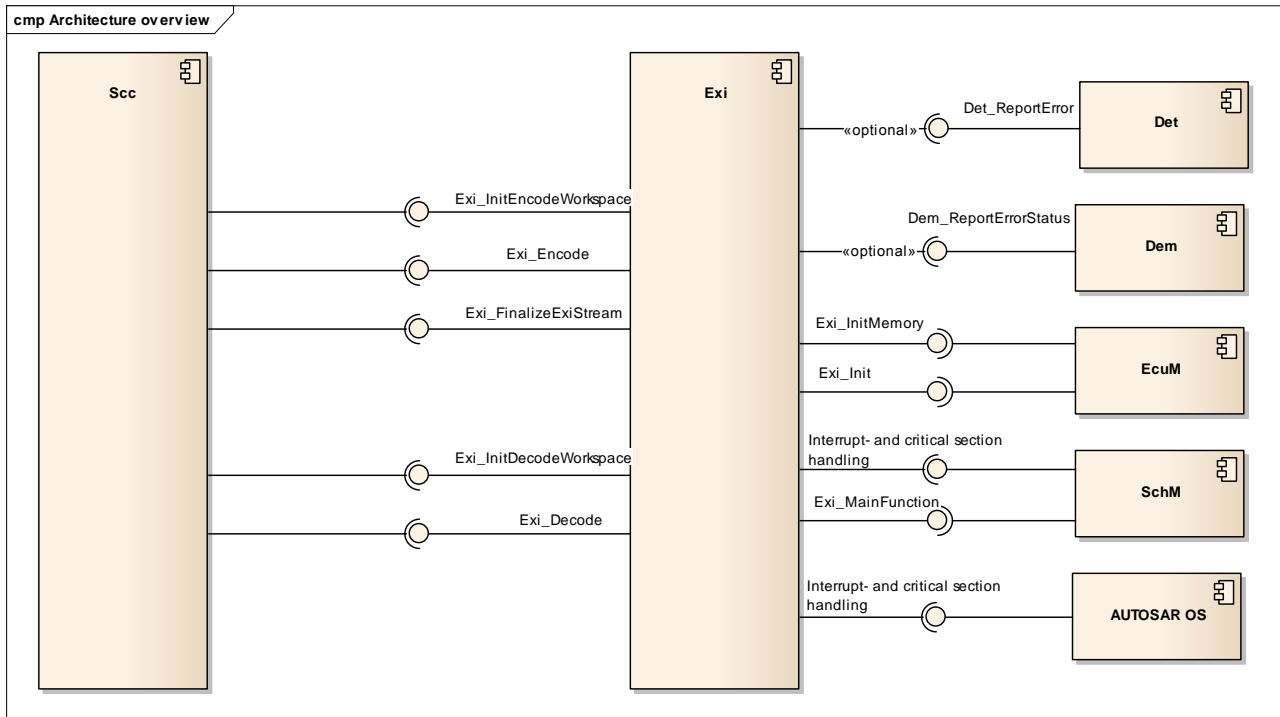 cmp Architecture overview
Scc
Exi
Exi_InitEncodeWorkspace
Exi_Encode
Exi_FinalizeExiStream
Exi_InitDecodeWorkspace
Exi_Decode
«optional»
Det_ReportError
Det
«optional»
Dem_ReportErrorStatus
Dem
Exi_InitMemory
Exi_Init
EcuM
Interrupt- and critical section
handling
Exi_MainFunction
SchM
Interrupt- and critical section
handling
AUTOSAR OS